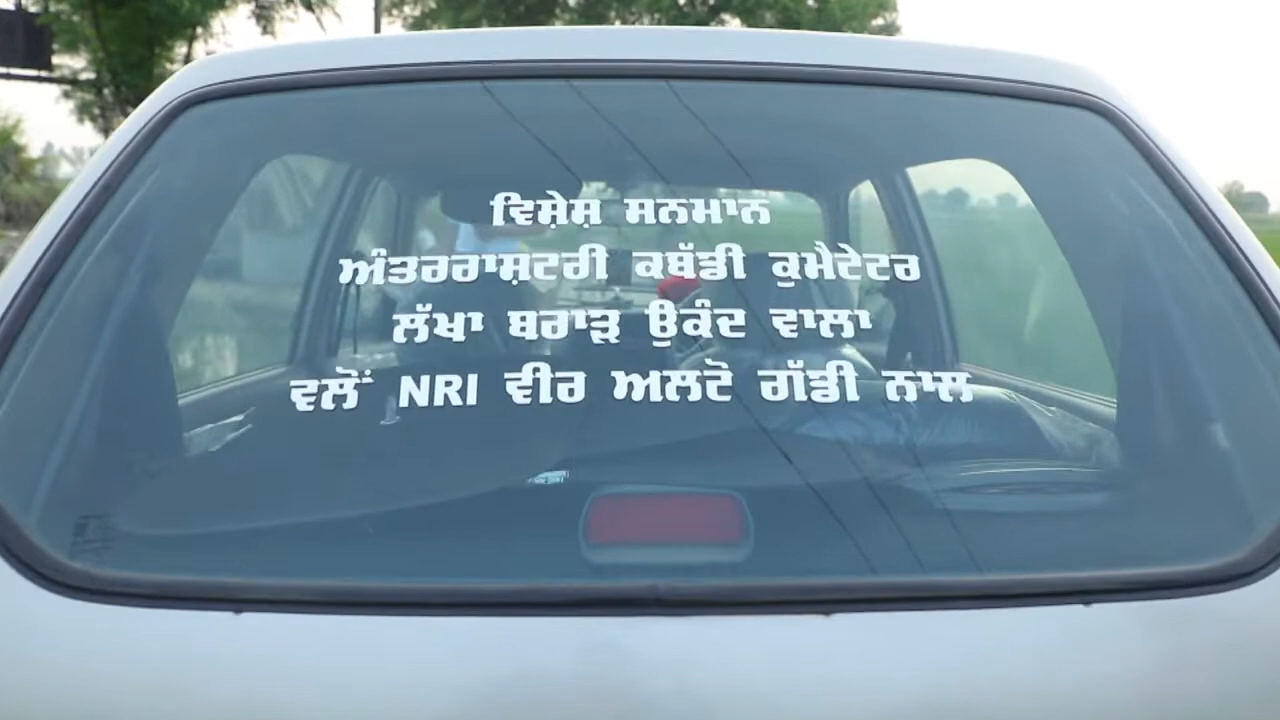 ਵਿਸ਼ੇਸ਼ ਸਨਮਾਨ
ਅੰਤਰਰਾਸ਼ਟਰੀ ਕਬੱਡੀ ਕੁਮੈਟੇਟਰ
ਲੱਖਾ ਬਰਾੜ ਉਕੰਦ ਵਾਲਾ
ਵਲੋਂ NRI ਵੀਰ ਅਲਟੋ ਗੱਡੀ ਨਾਲ